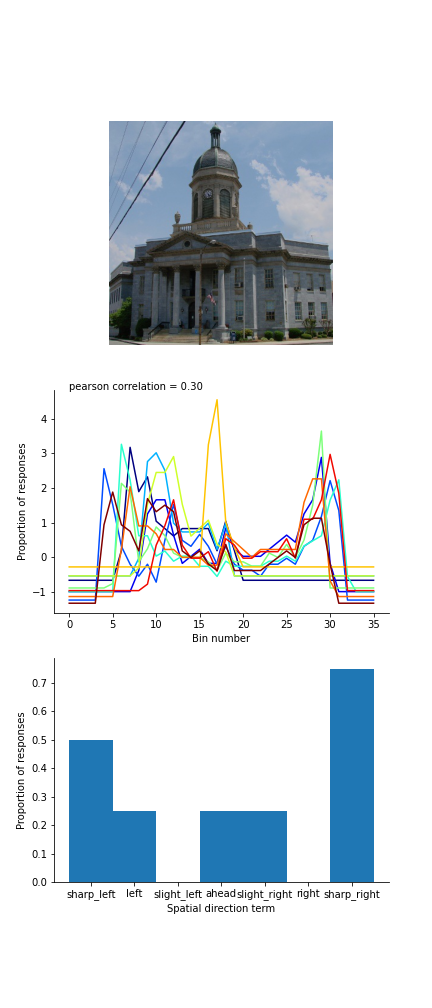 pearson correlation = 0.30
Proportion of responses
4
3
2
1
0
−1
0 5 10 15 20 25 30 35
Bin number
Proportion of responses
0.7
0.6
0.5
0.4
0.3
0.2
0.1
0.0
sharp_left left slight_left ahead slight_right right sharp_right
Spatial direction term